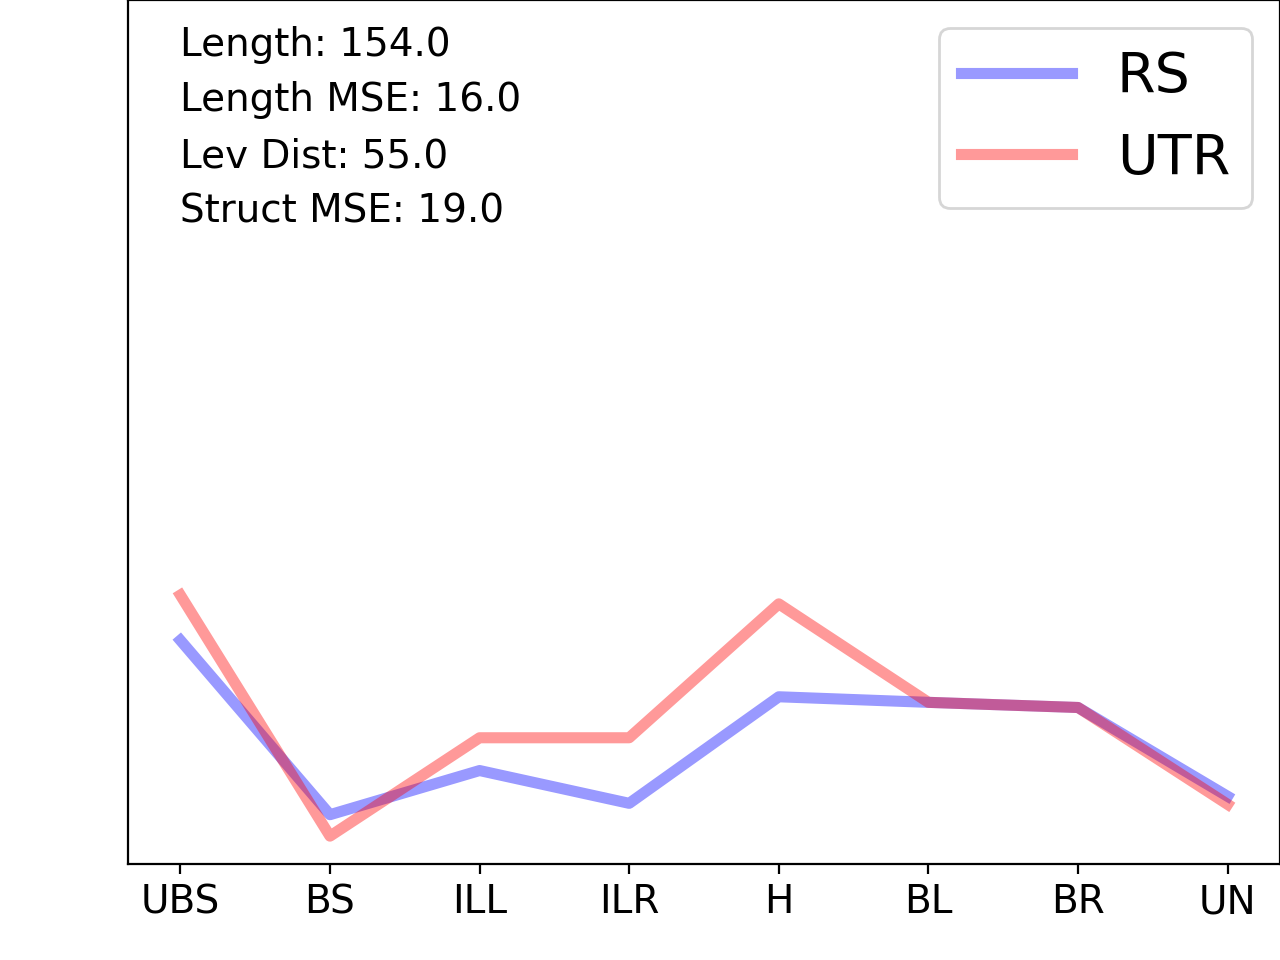 Length: 154.0
Length MSE: 16.0
Lev Dist: 55.0
Struct MSE: 19.0
RS
UTR
UBS BS ILL ILR H BL BR UN